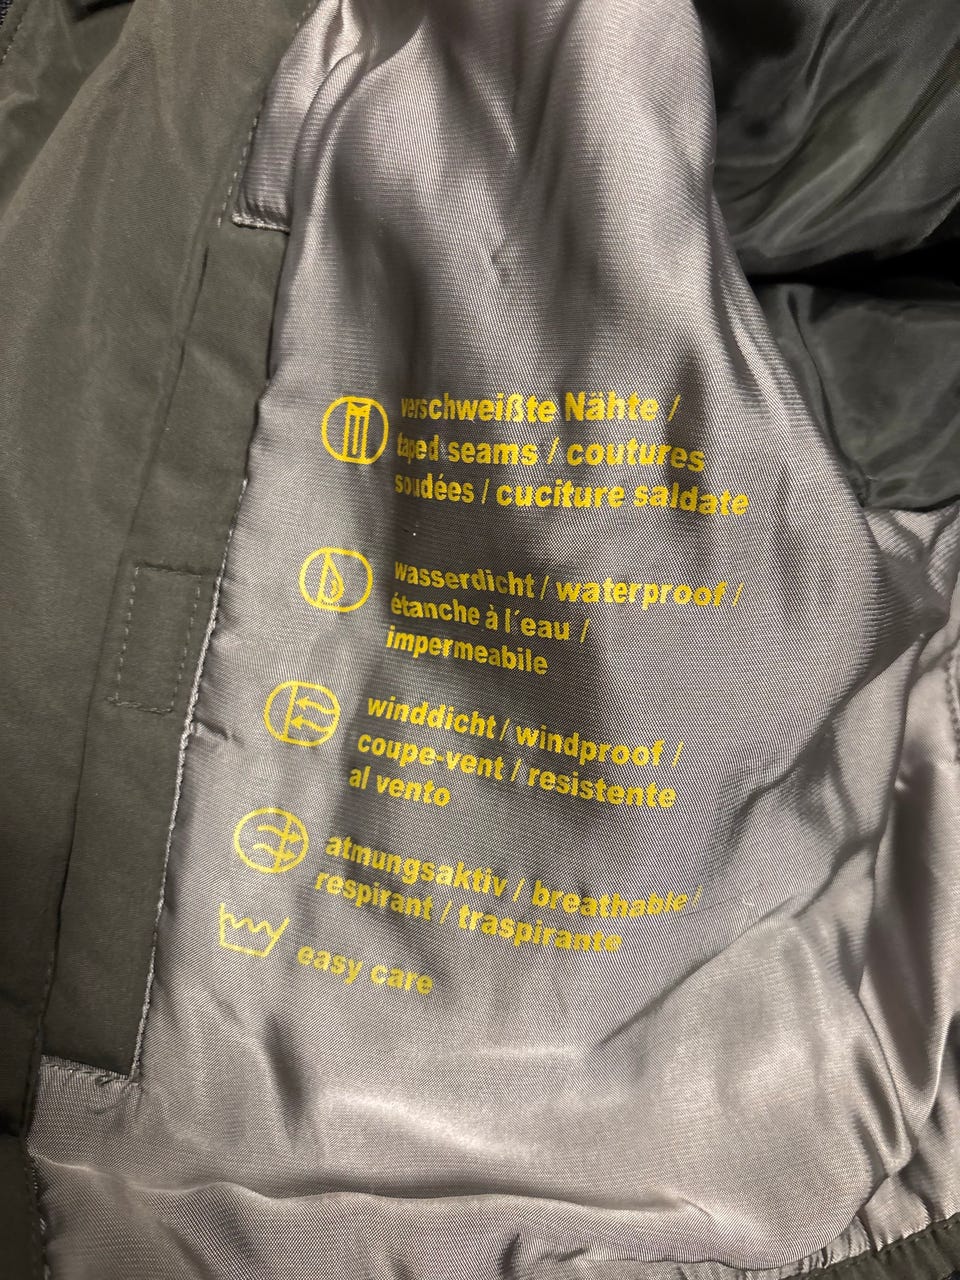 verschweißte Nähte /
taped seams / coutures
soudées / cuciture saldate
wasserdicht / waterproof /
étanche à l´eau /
impermeabile
winddicht / windproof /
coupe-vent / resistente
al vento
atmungsaktiv / breathable /
respirant / traspirante
easy care